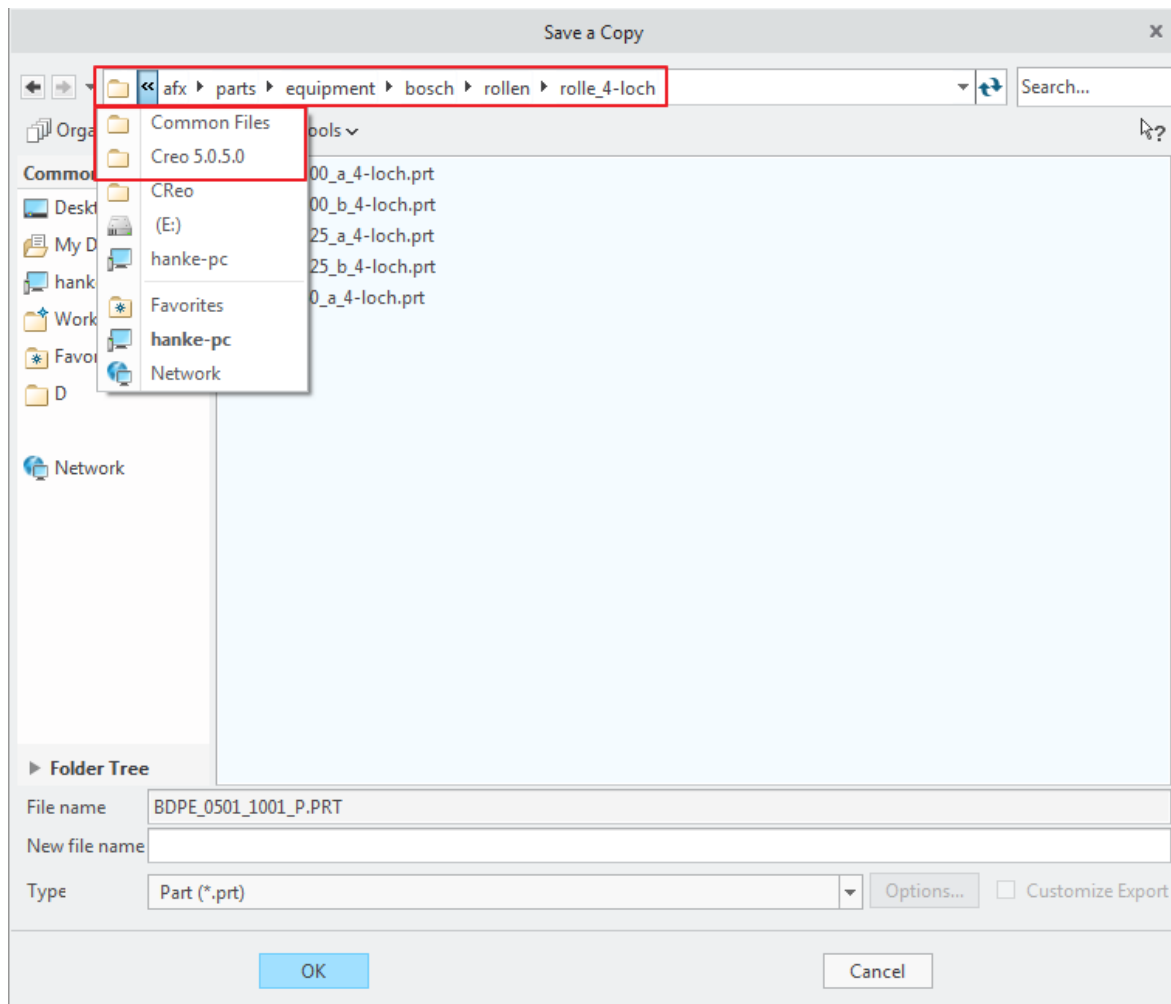 Save a Copy
« afx parts equipment bosch rollen rolle_4-loch Search...
Orga ools ?
Common Files
Creo 5.0.5.0
CReo
(E:)
hanke-pc
Favorites
hanke-pc
Network
Commo
Deskt
My D
hank
Work
Favor
D
Network
00_a_4-loch.prt
00_b_4-loch.prt
25_a_4-loch.prt
25_b_4-loch.prt
0_a_4-loch.prt
Folder Tree
File name BDPE_0501_1001_P.PRT
New file name
Type Part (*.prt) Options... Customize Export
OK Cancel